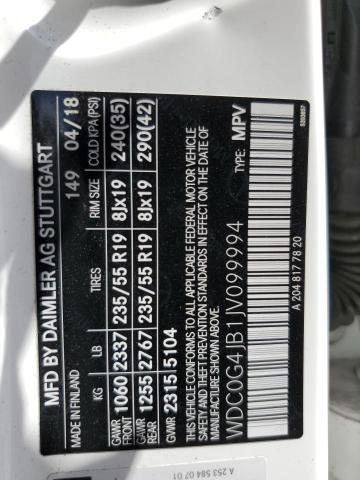 MFD BY DAIMLER AG STUTTGART
MADE IN FINLAND 149 04/18
KG LB TIRES RIM SIZE COLD KPA (PSI)
GAWR FRONT 1060 2337 235/55 R19 8Jx19 240(35)
GAWR REAR 1255 2767 235/55 R19 8Jx19 290(42)
GVWR 2315 5104
THIS VEHICLE CONFORMS TO ALL APPLICABLE FEDERAL MOTOR VEHICLE
SAFETY, BUMPER, AND THEFT PREVENTION STANDARDS IN EFFECT ON THE DATE
OF MANUFACTURE SHOWN ABOVE.
WDC0G4JB1JV099994 TYPE: MPV
A 204 817 78 20
A 253 584 07 01